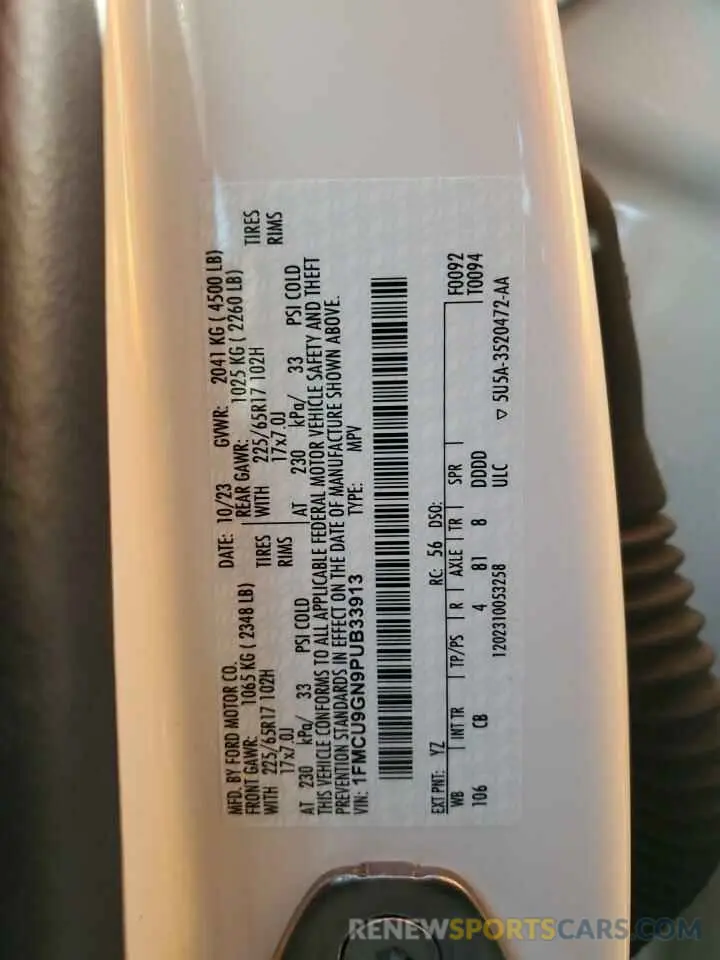 MFD. BY FORD MOTOR CO.
DATE: 10/23 GVWR: 2041 KG ( 4500 LB)
FRONT GAWR: 1065 KG ( 2348 LB) REAR GAWR: 1025 KG ( 2260 LB)
WITH 225/65R17 102H TIRES WITH 225/65R17 102H TIRES
17x7.0J RIMS 17x7.0J RIMS
AT 230 kPa/ 33 PSI COLD AT 230 kPa/ 33 PSI COLD
THIS VEHICLE CONFORMS TO ALL APPLICABLE FEDERAL MOTOR VEHICLE SAFETY AND THEFT
PREVENTION STANDARDS IN EFFECT ON THE DATE OF MANUFACTURE SHOWN ABOVE.
VIN: 1FMCU9GN9PUB33913 TYPE: MPV
EXT PNT: YZ RC: 56 DSO: F0092
WB INT TR TP/PS R AXLE TR SPR T0094
106 CB 4 81 8 DDDD
1202310053258 ULC ▽ 5U5A-3520472-AA
RENEWSPORTSCARS.COM